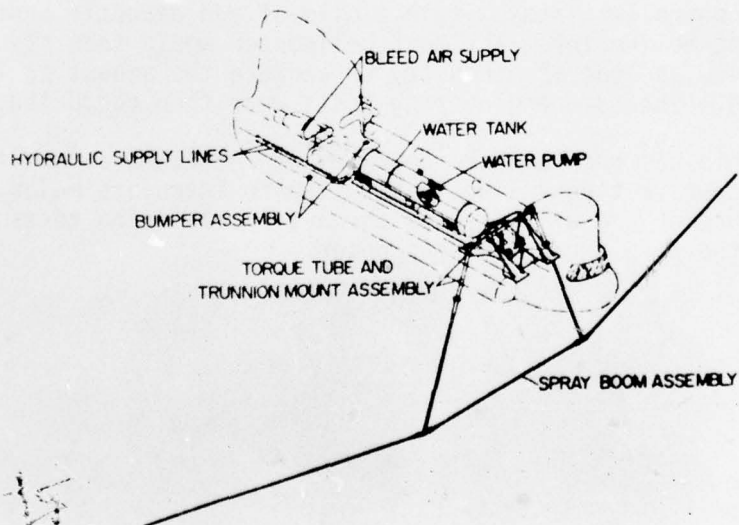 BLEED AIR SUPPLY
WATER TANK
WATER PUMP
HYDRAULIC SUPPLY LINES
BUMPER ASSEMBLY
TORQUE TUBE AND
TRUNNION MOUNT ASSEMBLY
SPRAY BOOM ASSEMBLY